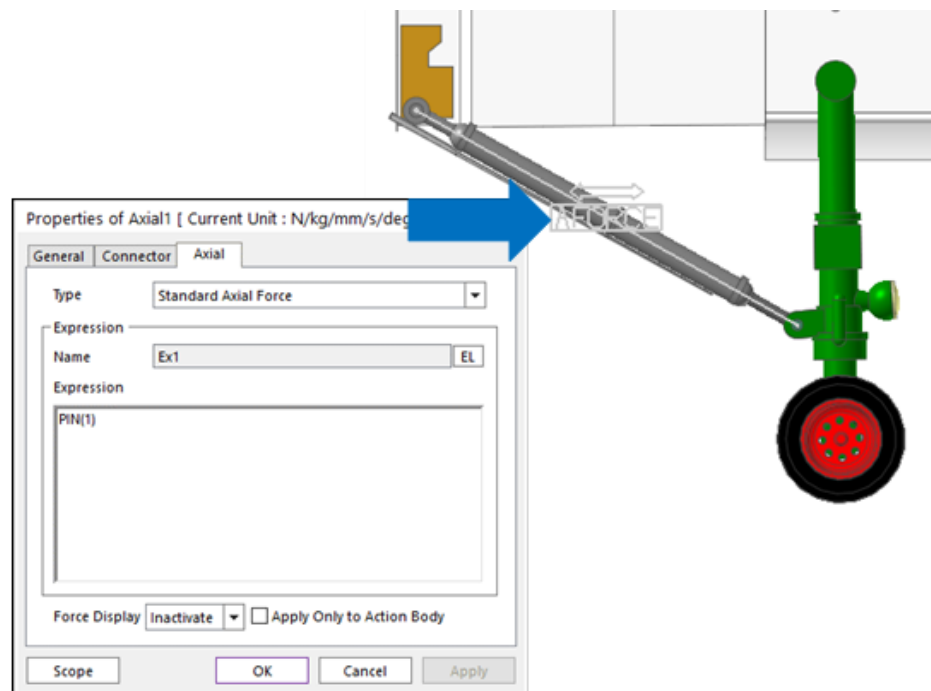 AFORCE
Properties of Axial1 [ Current Unit : N/kg/mm/s/deg
General Connector Axial
Type Standard Axial Force
Expression
Name Ex1 EL
Expression
PIN(1)
Force Display Inactivate Apply Only to Action Body
Scope OK Cancel Apply